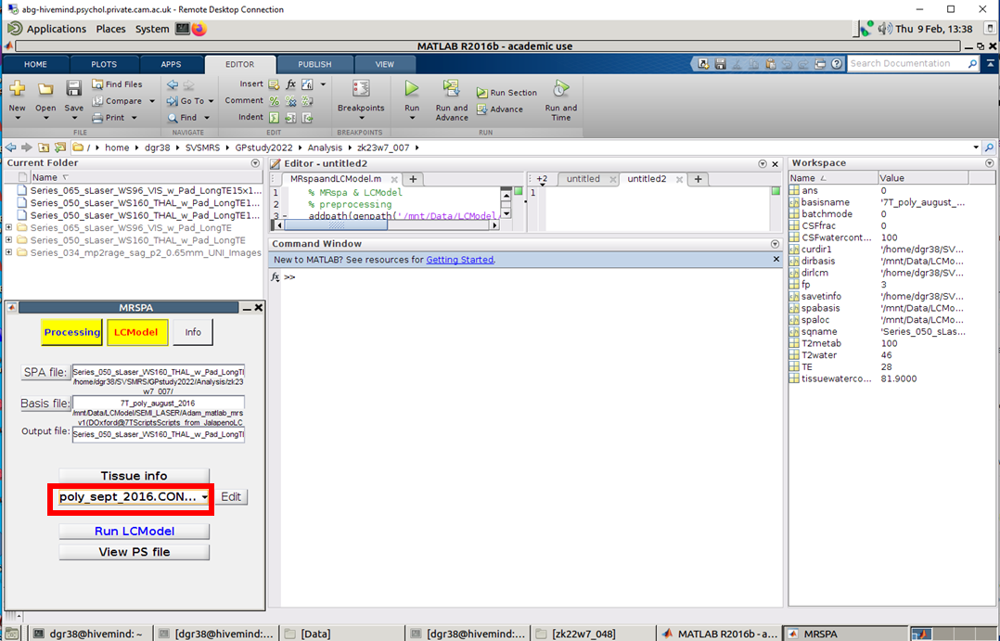 abg-hivemind.psychol.private.cam.ac.uk - Remote Desktop Connection
Applications Places System
Thu 9 Feb, 13:38
MATLAB R2016b - academic use
HOME PLOTS APPS EDITOR PUBLISH VIEW
Search Documentation
New Open Save
Find Files
Compare
Print
FILE
Go To
Find
NAVIGATE
Insert
Comment
Indent
EDIT
Breakpoints
BREAKPOINTS
Run
Run and Advance
Run Section
Advance
Run and Time
RUN
/ home dgr38 SVSMRS GPstudy2022 Analysis zk23w7_007
Current Folder
Name
Series_065_sLaser_WS96_VIS_w_Pad_LongTE15x1...
Series_050_sLaser_WS160_THAL_w_Pad_LongTE1...
Series_050_sLaser_WS160_THAL_w_Pad_LongTE1...
Series_065_sLaser_WS96_VIS_w_Pad_LongTE
Series_050_sLaser_WS160_THAL_w_Pad_LongTE
Series_034_mp2rage_sag_p2_0.65mm_UNI_Images
Editor - untitled2
MRspaandLCModel.m
+2 untitled untitled2
1 % MRspa & LCModel
2 % preprocessing
3 - addpath(genpath('/mnt/Data/LCModel/
1
Command Window
New to MATLAB? See resources for Getting Started.
fx >>
Workspace
Name Value
ans 0
basisname '7T_poly_august_...
batchmode 0
CSFfrac 0
CSFwatercont... 100
curdir1 '/home/dgr38/SV...
dirbasis '/mnt/Data/LCMo...
dirlcm '/home/dgr38/SV...
fp 3
savetinfo '/home/dgr38/SV...
spabasis '/mnt/Data/LCMo...
spaloc '/mnt/Data/LCMo...
sqname 'Series_050_sLas...
T2metab 100
T2water 46
TE 28
tissuewaterco... 81.9000
MRSPA
Processing LCModel Info
SPA file: Series_050_sLaser_WS160_THAL_w_Pad_LongTI
/home/dgr38/SVSMRS/GPstudy2022/Analysis/zk23
w7_007/
Basis file: 7T_poly_august_2016
/mnt/Data/LCModel/SEMI_LASER/Adam_matlab_mrs
v1(DOxford@7TScriptsScripts_from_JalapenoLC
Output file: Series_050_sLaser_WS160_THAL_w_Pad_LongTI
Tissue info
poly_sept_2016.CON... Edit
Run LCModel
View PS file
dgr38@hivemind: ~ [dgr38@hivemind:... [Data] [dgr38@hivemind:... [zk22w7_048] MATLAB R2016b - a... MRSPA